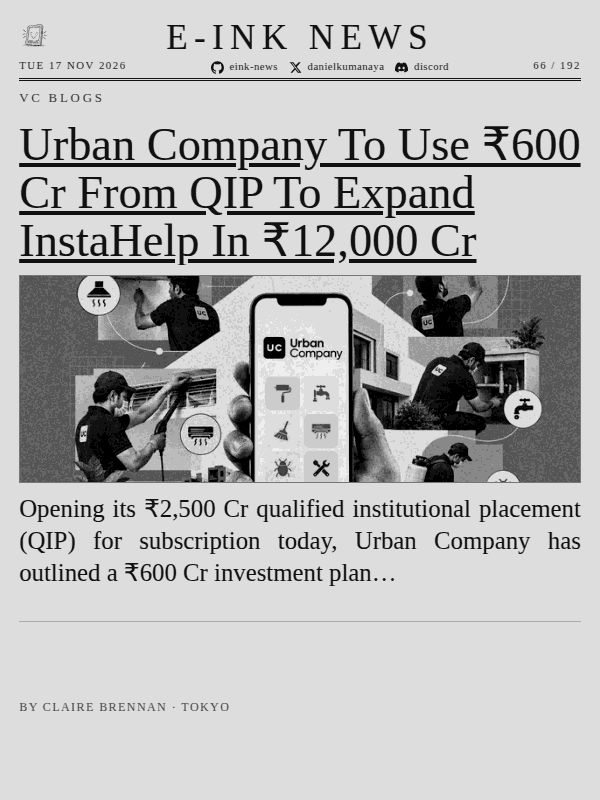 E-INK NEWS
TUE 17 NOV 2026
eink-news danielkumanaya discord
66 / 192
VC BLOGS
Urban Company To Use ₹600
Cr From QIP To Expand
InstaHelp In ₹12,000 Cr
UC
UC
UC
UC
UC Urban
Company
Opening its ₹2,500 Cr qualified institutional placement
(QIP) for subscription today, Urban Company has
outlined a ₹600 Cr investment plan…
BY CLAIRE BRENNAN · TOKYO